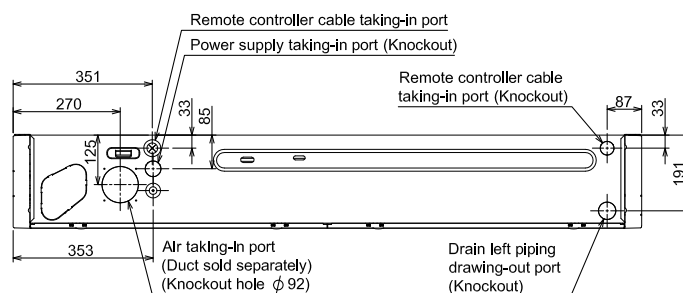 Remote controller cable taking-in port
Power supply taking-in port (Knockout)
351
270
33
85
125
353
Remote controller cable
taking-in port (Knockout)
87
33
191
Air taking-in port
(Duct sold separately)
(Knockout hole ϕ92)
Drain left piping
drawing-out port
(Knockout)